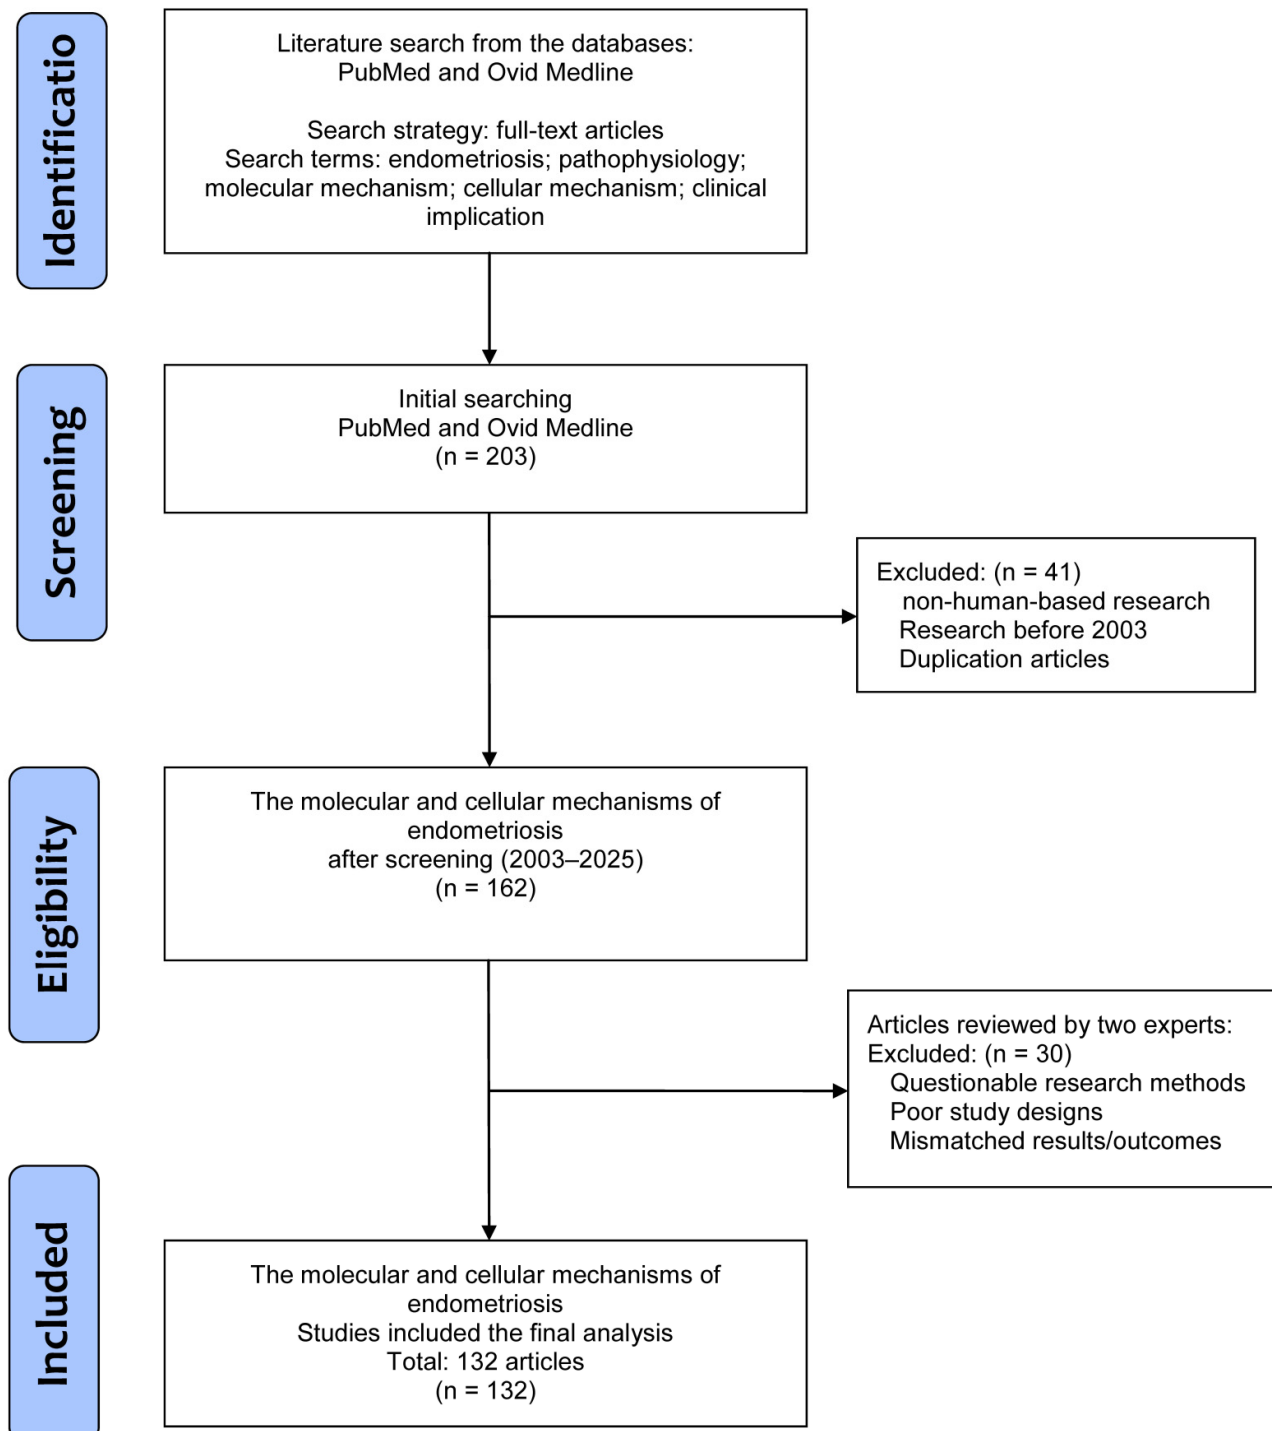 Identificatio
Literature search from the databases:
PubMed and Ovid Medline
Search strategy: full-text articles
Search terms: endometriosis; pathophysiology;
molecular mechanism; cellular mechanism; clinical
implication
Screening
Initial searching
PubMed and Ovid Medline
(n = 203)
Excluded: (n = 41)
non-human-based research
Research before 2003
Duplication articles
Eligibility
The molecular and cellular mechanisms of
endometriosis
after screening (2003–2025)
(n = 162)
Articles reviewed by two experts:
Excluded: (n = 30)
Questionable research methods
Poor study designs
Mismatched results/outcomes
Included
The molecular and cellular mechanisms of
endometriosis
Studies included the final analysis
Total: 132 articles
(n = 132)